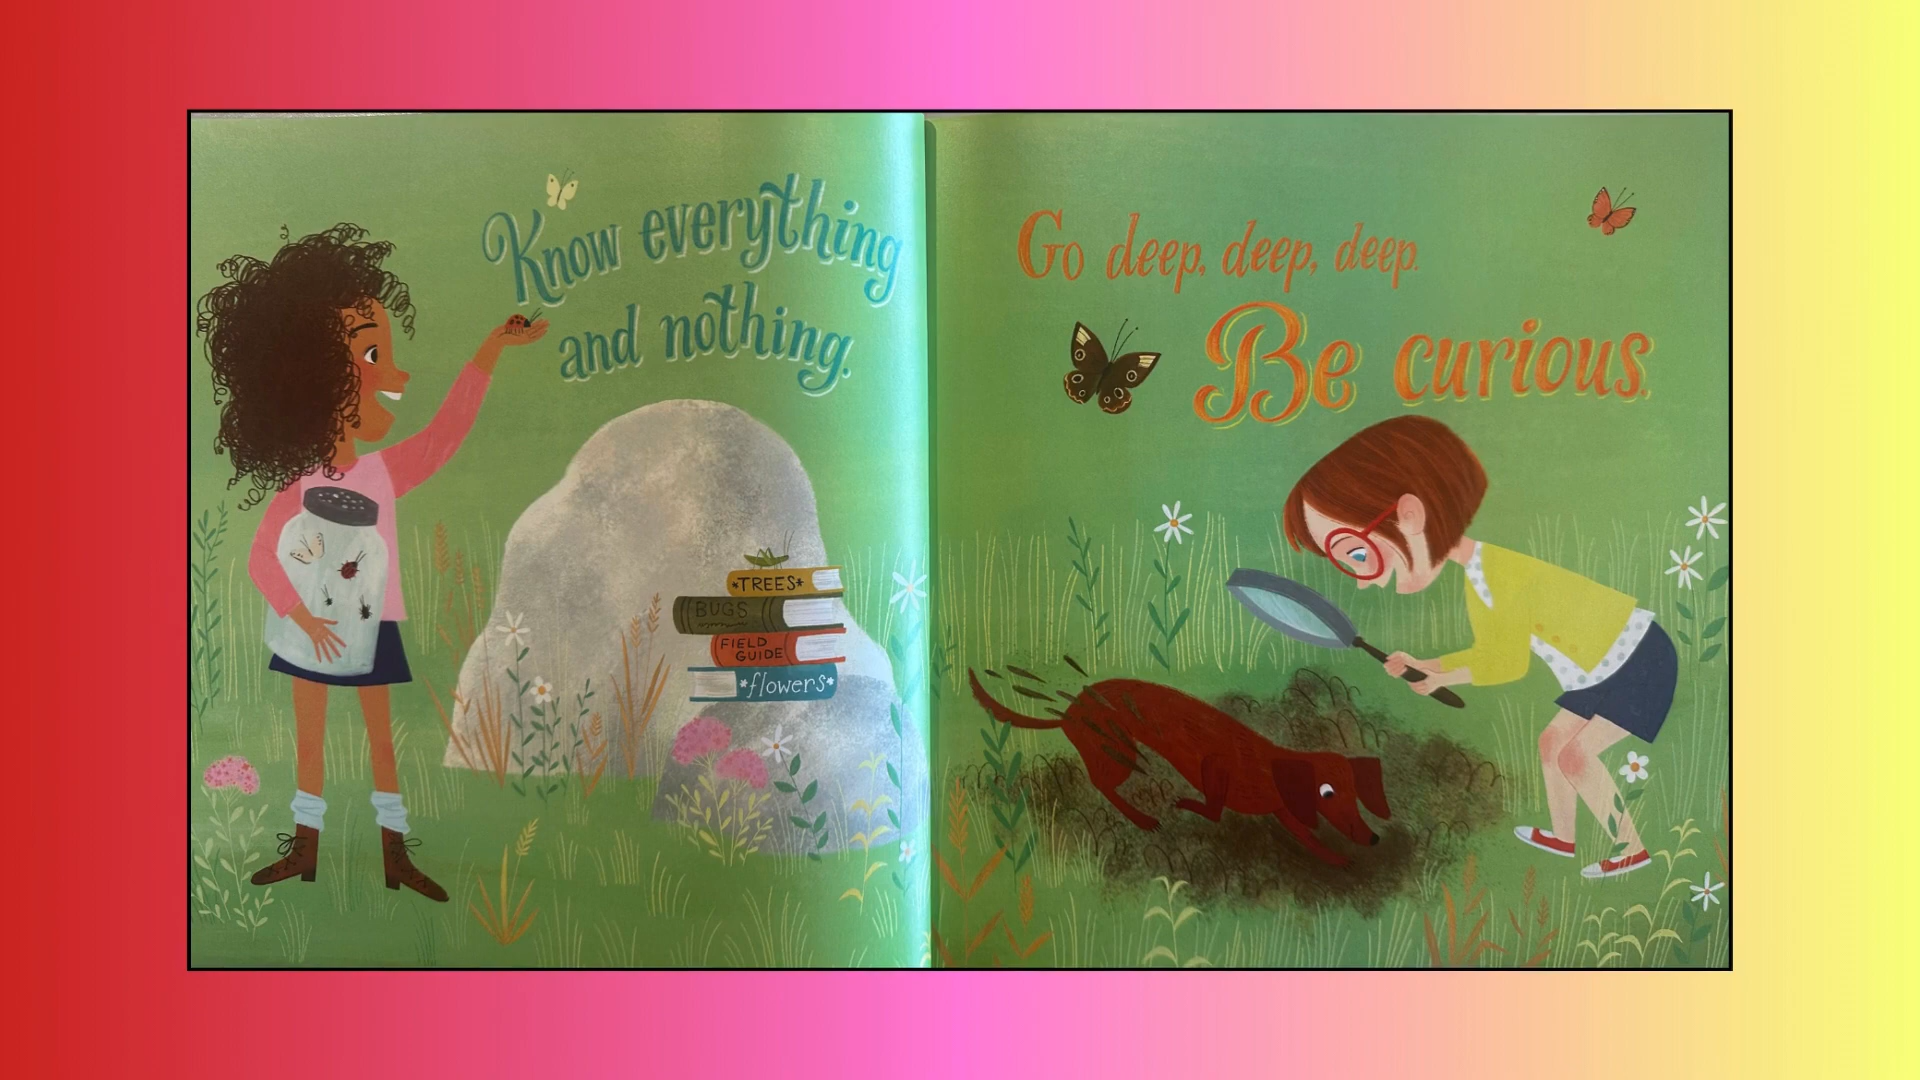 Know everything
and nothing.
*TREES*
BUGS
FIELD
GUIDE
*flowers*
Go deep, deep, deep.
Be curious.